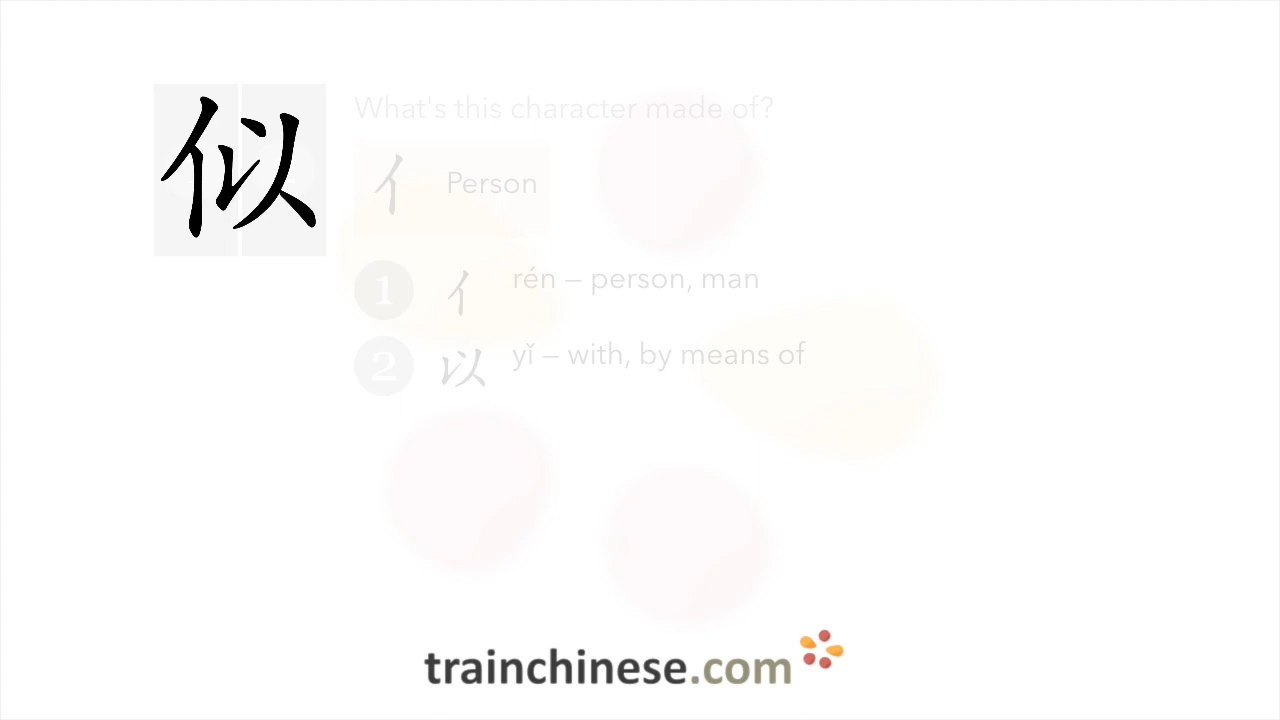 似
What's this character made of?
亻 Person
1 亻 rén – person, man
2 以 yǐ – with, by means of
trainchinese.com